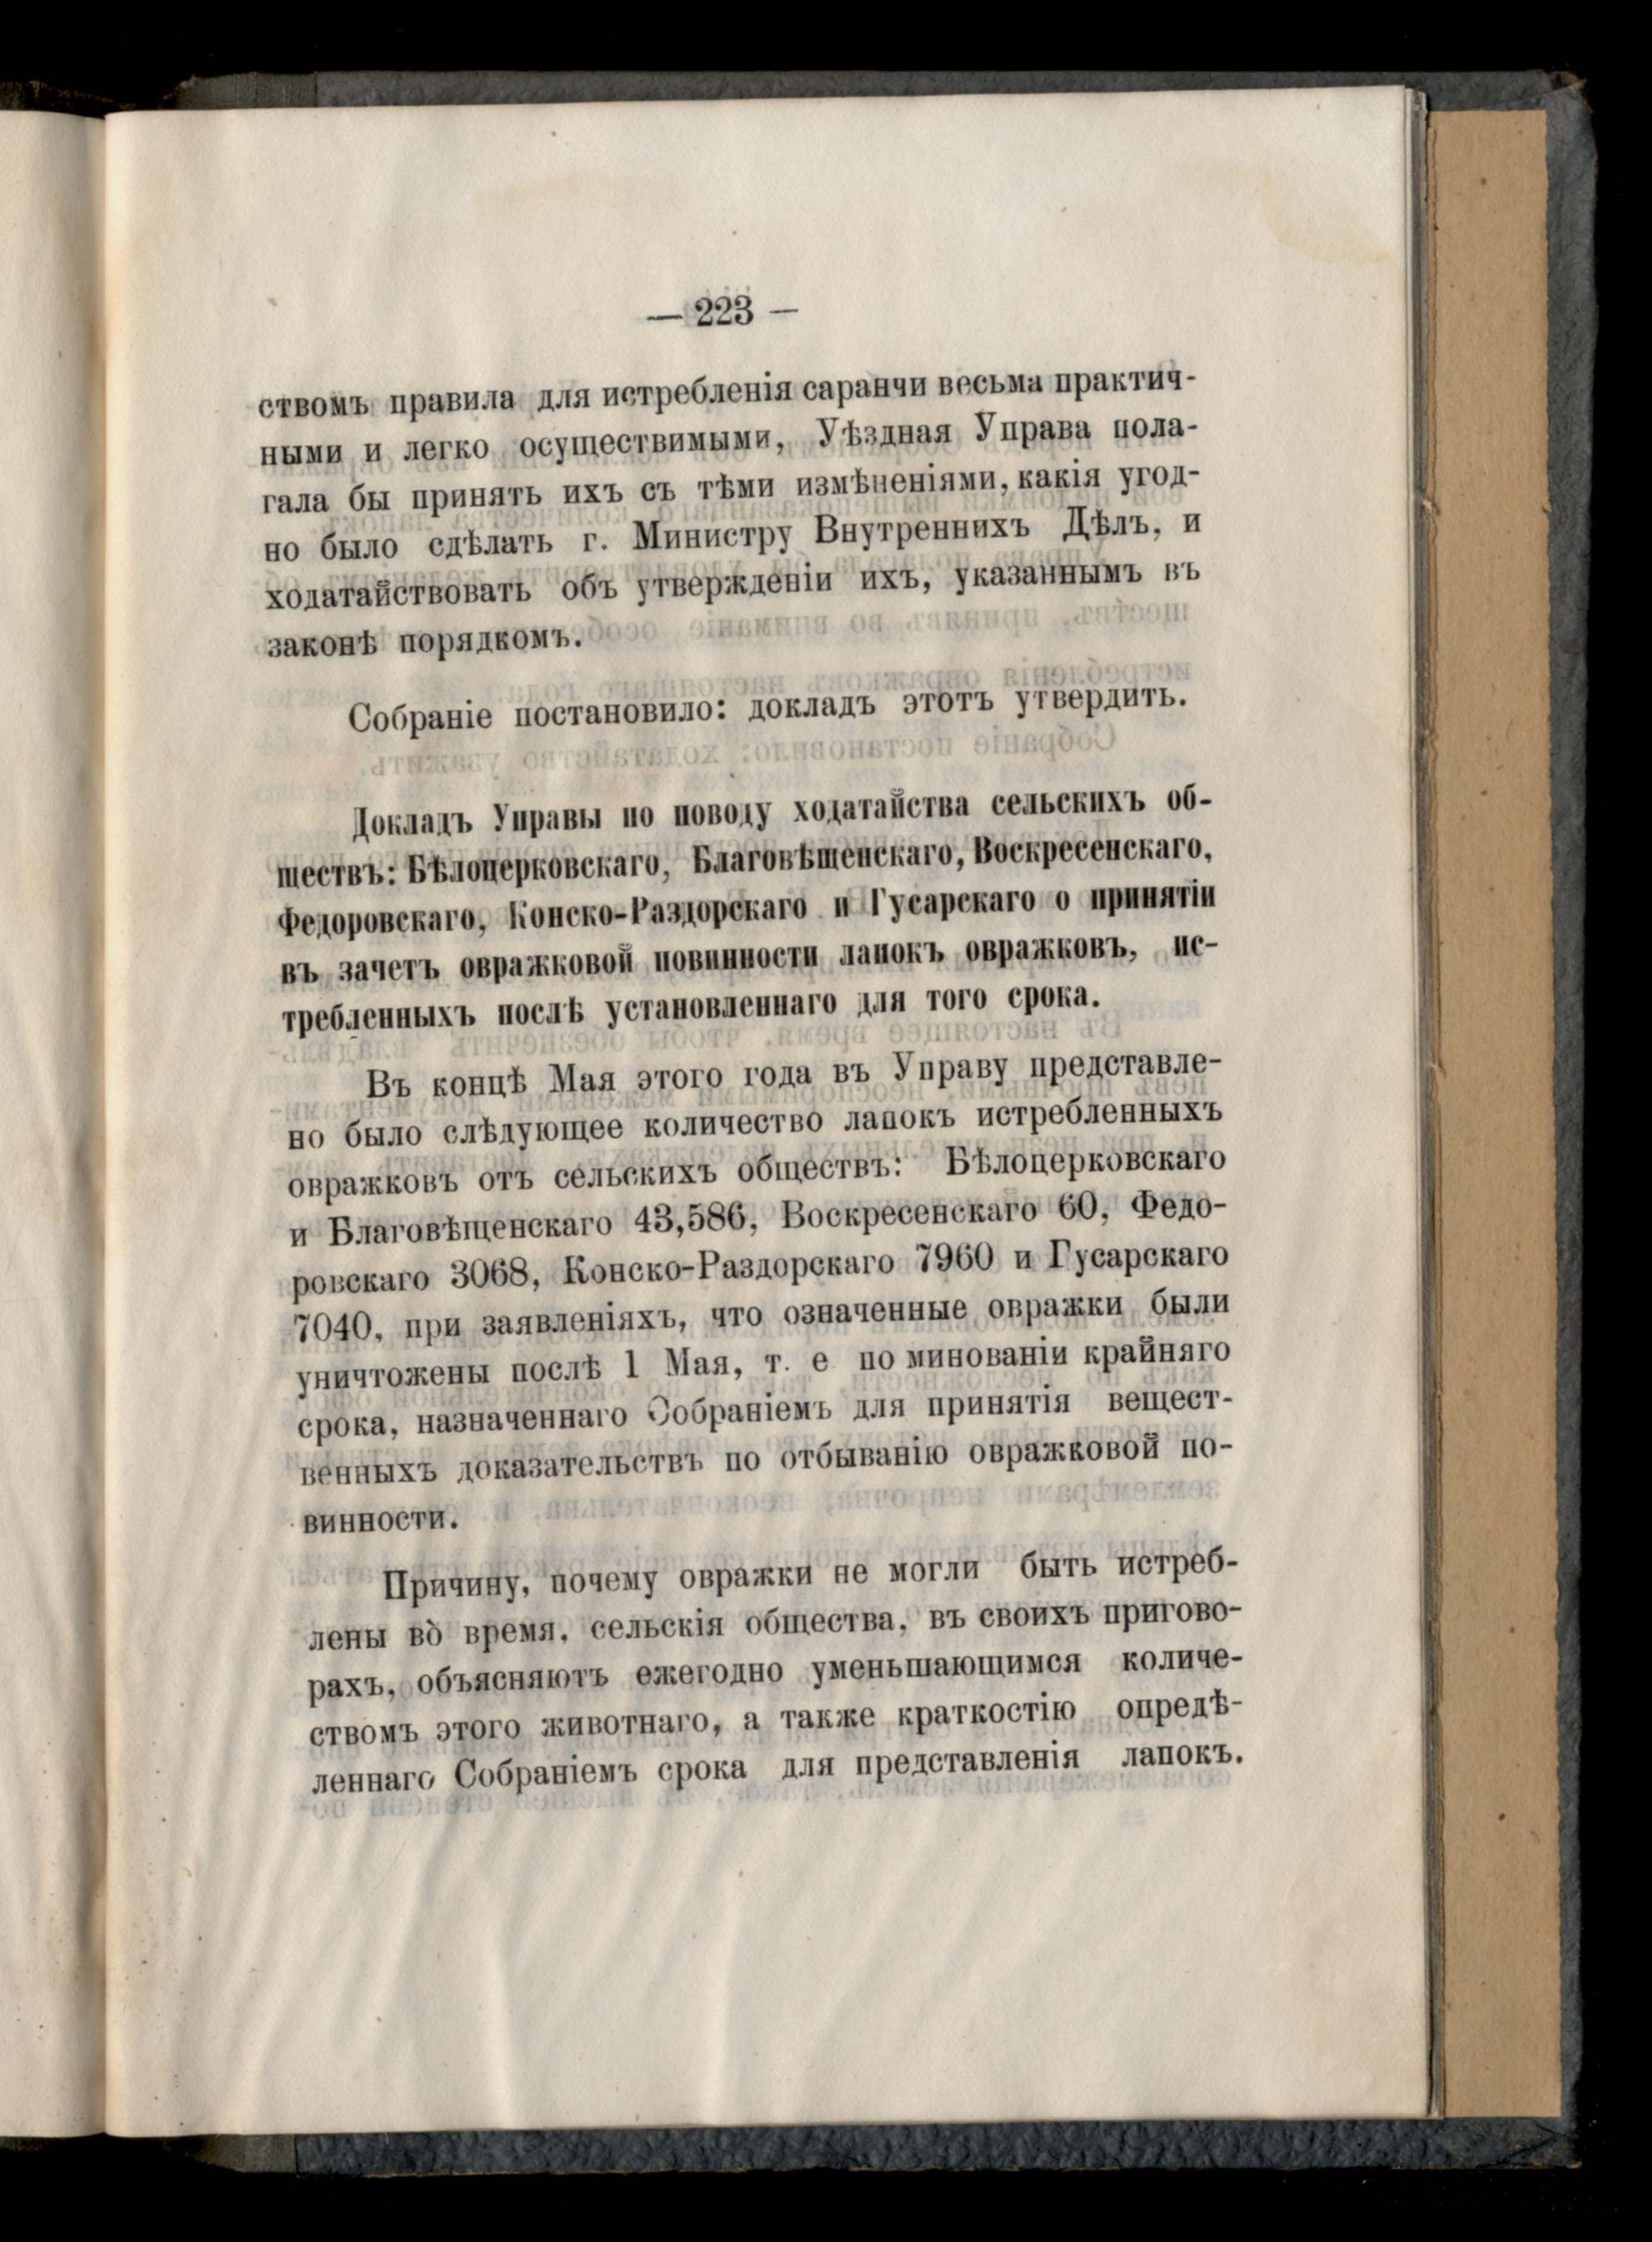 — 223 —
ствомъ правила для истребленія саранчи весьма практич-
ными и легко осуществимыми, Уѣздная Управа пола-
гала бы принять ихъ съ тѣми измѣненіями, какія угод-
но было сдѣлать г. Министру Внутреннихъ Дѣлъ, и
ходатайствовать объ утвержденіи ихъ, указаннымъ въ
законѣ порядкомъ.
Собраніе постановило: докладъ этотъ утвердить.
Докладъ Управы по поводу ходатайства сельскихъ об-
ществъ: Бѣлоцерковскаго, Благовѣщенскаго, Воскресенскаго,
Федоровскаго, Конско-Раздорскаго и Гусарскаго о принятіи
въ зачетъ овражковой повинности лапокъ овражковъ, ис-
требленныхъ послѣ установленнаго для того срока.
Въ концѣ Мая этого года въ Управу представле-
но было слѣдующее количество лапокъ истребленныхъ
овражковъ отъ сельскихъ обществъ: Бѣлоцерковскаго
и Благовѣщенскаго 43,586, Воскресенскаго 60, Федо-
ровскаго 3068, Конско-Раздорскаго 7960 и Гусарскаго
7040, при заявленіяхъ, что означенные овражки были
уничтожены послѣ 1 Мая, т. е по минованіи крайняго
срока, назначеннаго Собраніемъ для принятія вещест-
венныхъ доказательствъ по отбыванію овражковой по-
винности.
Причину, почему овражки не могли быть истреб-
лены во время, сельскія общества, въ своихъ пригово-
рахъ, объясняютъ ежегодно уменьшающимся количе-
ствомъ этого животнаго, а также краткостію опредѣ-
леннаго Собраніемъ срока для представленія лапокъ.